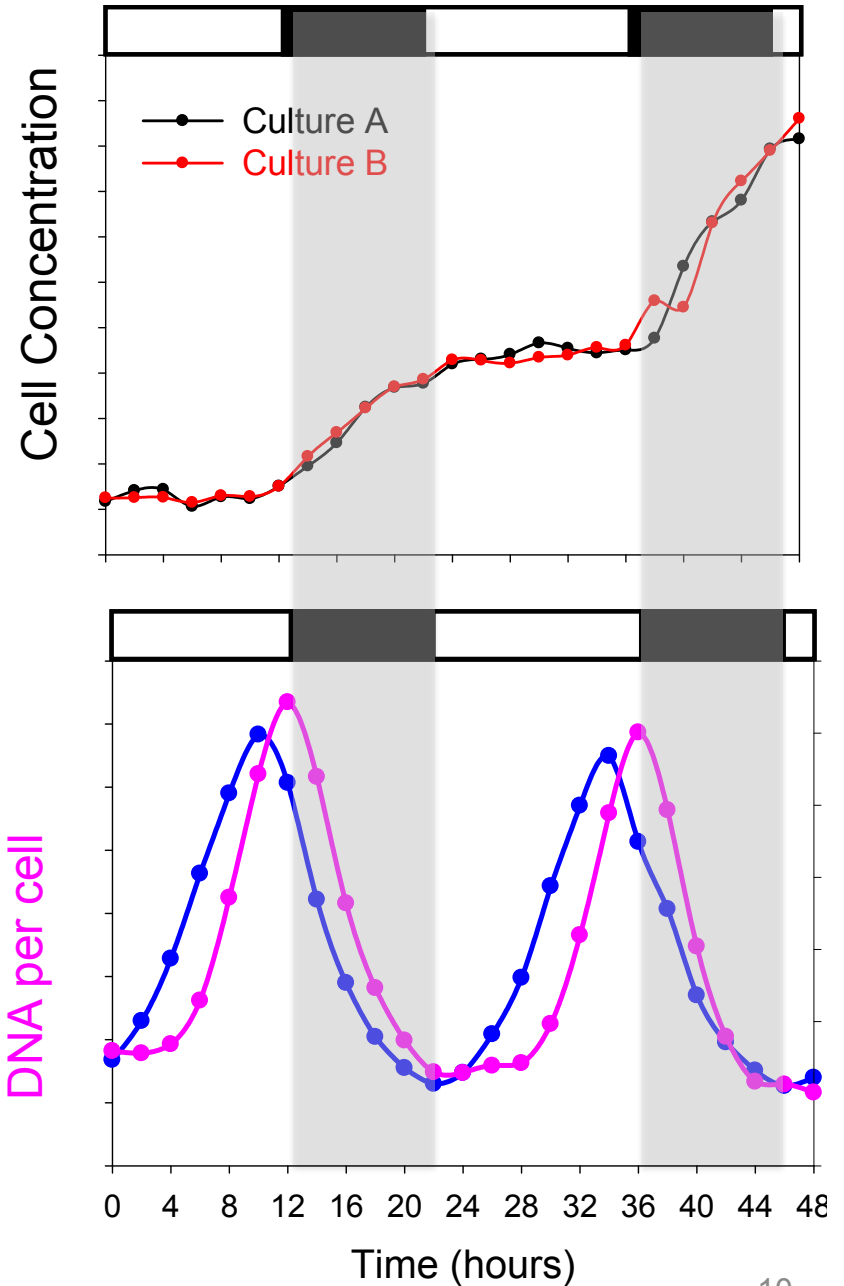 Cell Concentration
Culture A
Culture B
DNA per cell
0 4 8 12 16 20 24 28 32 36 40 44 48
Time (hours)